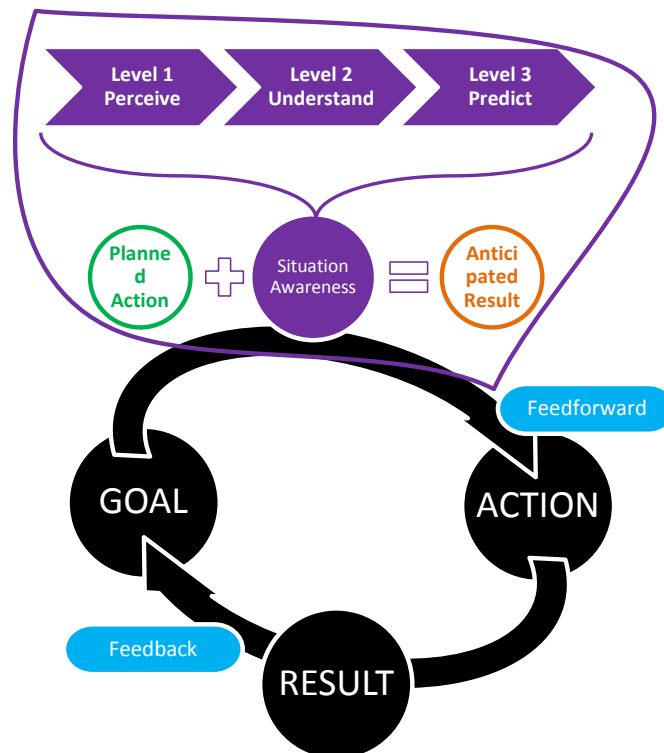 Level 1
Perceive
Level 2
Understand
Level 3
Predict
Planne
d
Action
Situation
Awareness
Antici
pated
Result
Feedforward
GOAL
ACTION
Feedback
RESULT